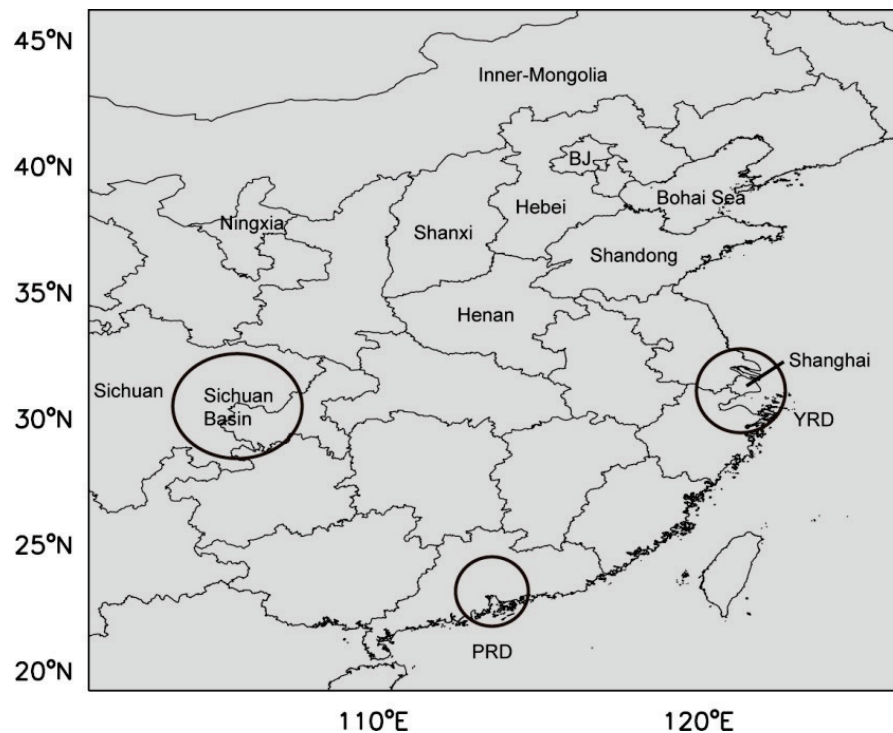 45°N
Inner-Mongolia
40°N
BJ
Bohai Sea
Hebei
Ningxia
Shanxi
Shandong
35°N
Henan
Shanghai
Sichuan
Sichuan
Basin
30°N
YRD
25°N
PRD
20°N
110°E
120°E